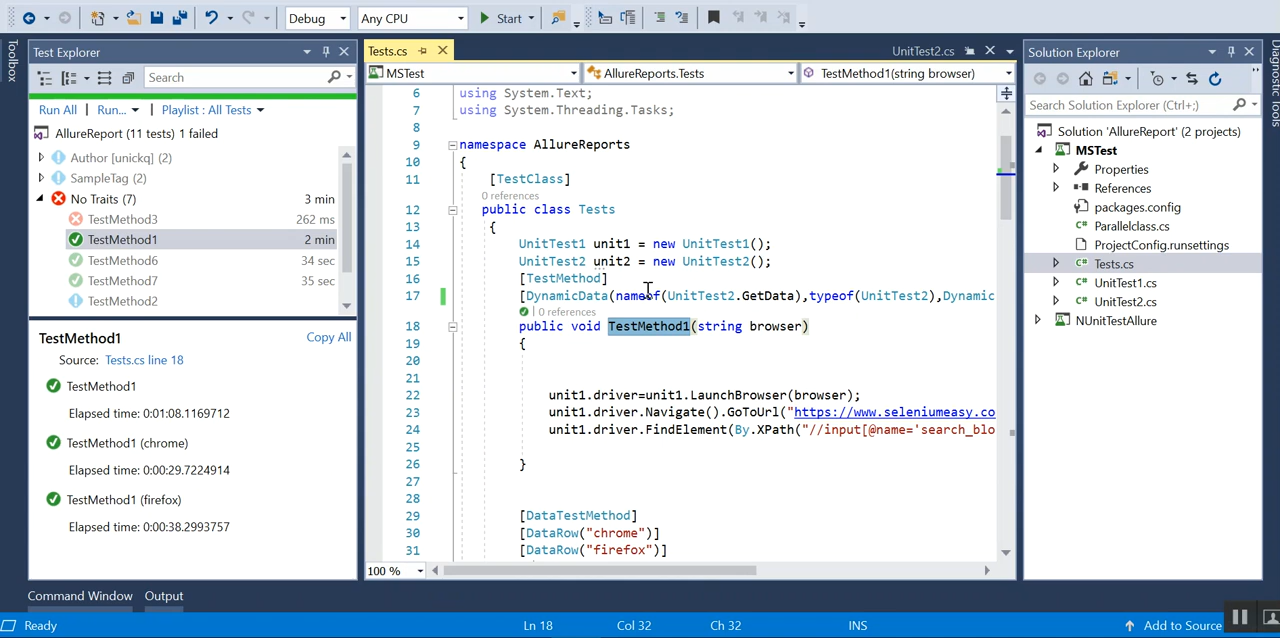 Debug
Any CPU
Start
Toolbox
Test Explorer
Search
Run All | Run... | Playlist : All Tests
AllureReport (11 tests) 1 failed
Author [unickq] (2)
SampleTag (2)
No Traits (7) 3 min
TestMethod3 262 ms
TestMethod1 2 min
TestMethod6 34 sec
TestMethod7 35 sec
TestMethod2
TestMethod1 Copy All
Source: Tests.cs line 18
TestMethod1
Elapsed time: 0:01:08.1169712
TestMethod1 (chrome)
Elapsed time: 0:00:29.7224914
TestMethod1 (firefox)
Elapsed time: 0:00:38.2993757
Tests.cs
UnitTest2.cs
MSTest
AllureReports.Tests
TestMethod1(string browser)
6 using System.Text;
7 using System.Threading.Tasks;
8
9 namespace AllureReports
10 {
11 [TestClass]
0 references
12 public class Tests
13 {
14 UnitTest1 unit1 = new UnitTest1();
15 UnitTest2 unit2 = new UnitTest2();
16 [TestMethod]
17 [DynamicData(nameof(UnitTest2.GetData),typeof(UnitTest2),Dynamic
| 0 references
18 public void TestMethod1(string browser)
19 {
20
21
22 unit1.driver=unit1.LaunchBrowser(browser);
23 unit1.driver.Navigate().GoToUrl("https://www.seleniumeasy.co
24 unit1.driver.FindElement(By.XPath("//input[@name='search_blo
25
26 }
27
28
29 [DataTestMethod]
30 [DataRow("chrome")]
31 [DataRow("firefox")]
100 %
Solution Explorer
Search Solution Explorer (Ctrl+;)
Solution 'AllureReport' (2 projects)
MSTest
Properties
References
packages.config
Parallelclass.cs
ProjectConfig.runsettings
Tests.cs
UnitTest1.cs
UnitTest2.cs
NUnitTestAllure
Diagnostic Tools
Command Window
Output
Ready
Ln 18
Col 32
Ch 32
INS
Add to Source